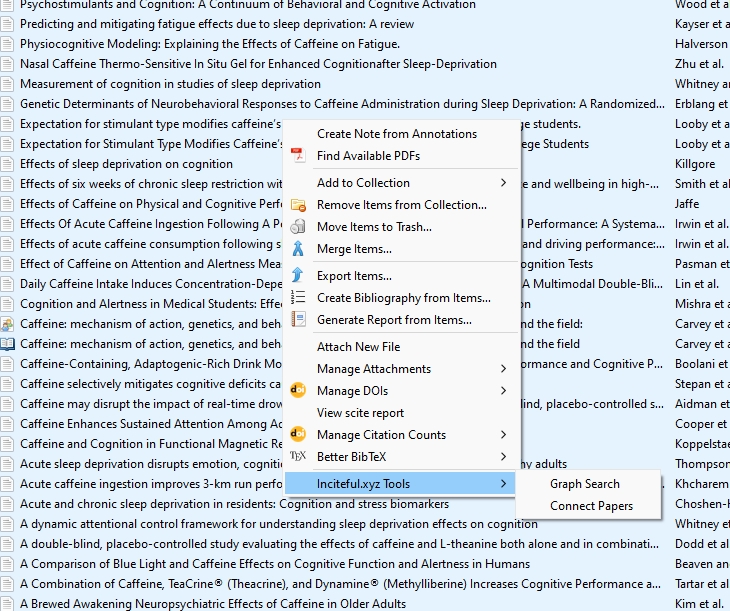 Psychostimulants and Cognition: A Continuum of Behavioral and Cognitive Activation Wood et a
Predicting and mitigating fatigue effects due to sleep deprivation: A review Kayser et a
Physiocognitive Modeling: Explaining the Effects of Caffeine on Fatigue. Halverson
Nasal Caffeine Thermo-Sensitive In Situ Gel for Enhanced Cognitionafter Sleep-Deprivation Zhu et al.
Measurement of cognition in studies of sleep deprivation Whitney an
Genetic Determinants of Neurobehavioral Responses to Caffeine Administration during Sleep Deprivation: A Randomized... Erblang et
Expectation for stimulant type modifies caffeine's ge students. Looby et a
Expectation for Stimulant Type Modifies Caffeine's ege Students Looby et a
Effects of sleep deprivation on cognition Killgore
Effects of six weeks of chronic sleep restriction wit e and wellbeing in high-... Smith et al
Effects of Caffeine on Physical and Cognitive Perf Jaffe
Effects Of Acute Caffeine Ingestion Following A P l Performance: A Systema... Irwin et al.
Effects of acute caffeine consumption following s and driving performance:... Irwin et al.
Effect of Caffeine on Attention and Alertness Mea ognition Tests Pasman et
Daily Caffeine Intake Induces Concentration-Depe A Multimodal Double-Bli... Lin et al.
Cognition and Alertness in Medical Students: Effe on Mishra et a
Caffeine: mechanism of action, genetics, and beh nd the field: Carvey et a
Caffeine: mechanism of action, genetics, and beh nd the field Carvey et a
Caffeine-Containing, Adaptogenic-Rich Drink Mo ormance and Cognitive P... Boolani et
Caffeine selectively mitigates cognitive deficits ca Stepan et a
Caffeine may disrupt the impact of real-time drow lind, placebo-controlled s... Aidman et
Caffeine Enhances Sustained Attention Among Ad Cooper et
Caffeine and Cognition in Functional Magnetic Re Koppelstae
Acute sleep deprivation disrupts emotion, cogniti hy adults Thompson
Acute caffeine ingestion improves 3-km run perfo Kharcem
Acute and chronic sleep deprivation in residents: Cognition and stress biomarkers Choshen-H
A dynamic attentional control framework for understanding sleep deprivation effects on cognition Whitney et
A double-blind, placebo-controlled study evaluating the effects of caffeine and L-theanine both alone and in combinati... Dodd et al
A Comparison of Blue Light and Caffeine Effects on Cognitive Function and Alertness in Humans Beaven an
A Combination of Caffeine, TeaCrine® (Theacrine), and Dynamine® (Methylliberine) Increases Cognitive Performance a... Tartar et al
A Brewed Awakening Neuropsychiatric Effects of Caffeine in Older Adults Kim et al.
Create Note from Annotations
Find Available PDFs
Add to Collection
Remove Items from Collection...
Move Items to Trash...
Merge Items...
Export Items...
Create Bibliography from Items...
Generate Report from Items...
Attach New File
Manage Attachments
Manage DOIs
View scite report
Manage Citation Counts
Better BibTeX
Inciteful.xyz Tools
Graph Search
Connect Papers